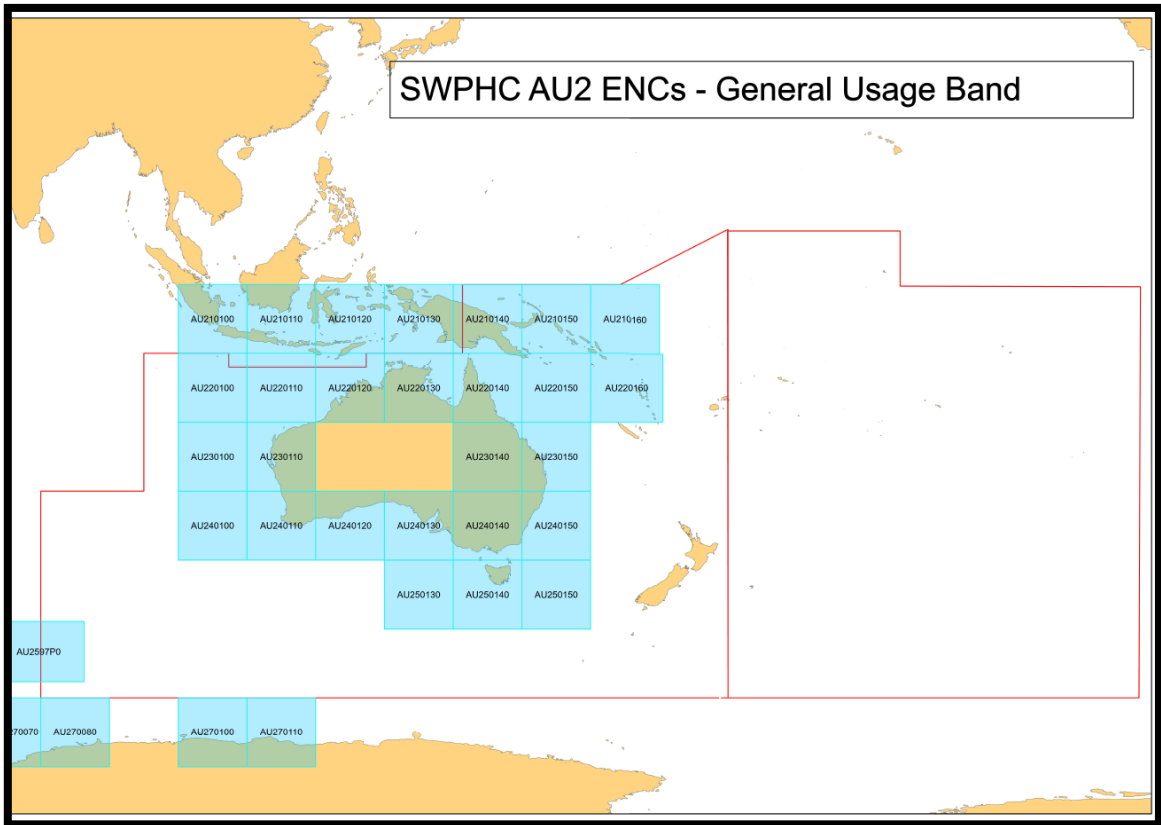 SWPHC AU2 ENCs - General Usage Band
AU210100 AU210110 AU210120 AU210130 AU210140 AU210150 AU210160
AU220100 AU220110 AU220120 AU220130 AU220140 AU220150 AU220160
AU230100 AU230110 AU230140 AU230150
AU240100 AU240110 AU240120 AU240130 AU240140 AU240150
AU250130 AU250140 AU250150
AU2597P0
270070 AU270080 AU270100 AU270110